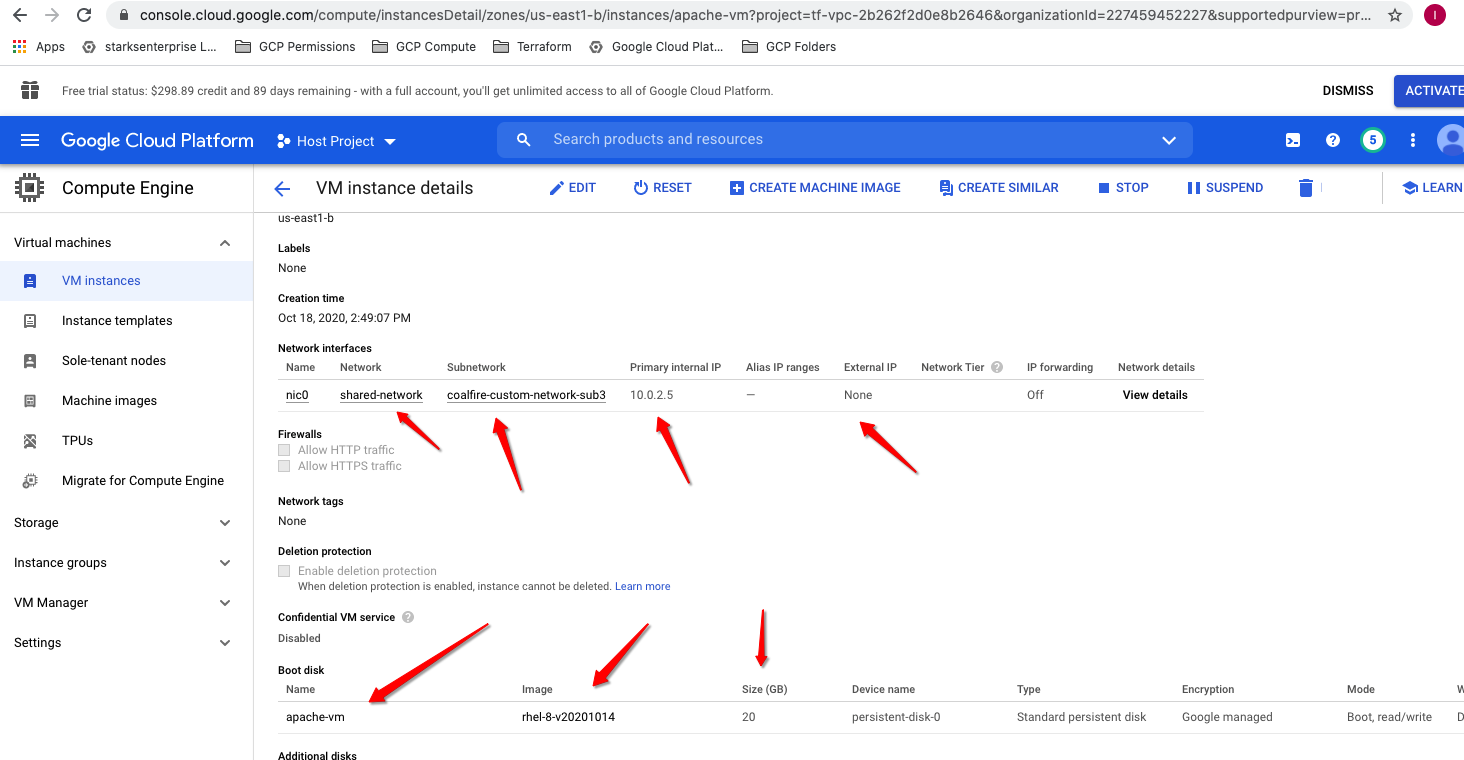 console.cloud.google.com/compute/instancesDetail/zones/us-east1-b/instances/apache-vm?project=tf-vpc-2b262f2d0e8b2646&organizationId=227459452227&supportedpurview=pr... I
Apps starksenterprise L... GCP Permissions GCP Compute Terraform Google Cloud Plat... GCP Folders
Free trial status: $298.89 credit and 89 days remaining - with a full account, you'll get unlimited access to all of Google Cloud Platform. DISMISS ACTIVATE
Google Cloud Platform Host Project Search products and resources ? 5
Compute Engine VM instance details EDIT RESET CREATE MACHINE IMAGE CREATE SIMILAR STOP SUSPEND LEARN
us-east1-b
Virtual machines
VM instances
Instance templates
Sole-tenant nodes
Machine images
TPUs
Migrate for Compute Engine
Storage
Instance groups
VM Manager
Settings
Labels
None
Creation time
Oct 18, 2020, 2:49:07 PM
Network interfaces
Name Network Subnetwork Primary internal IP Alias IP ranges External IP Network Tier ? IP forwarding Network details
nic0 shared-network coalfire-custom-network-sub3 10.0.2.5 — None Off View details
Firewalls
Allow HTTP traffic
Allow HTTPS traffic
Network tags
None
Deletion protection
Enable deletion protection
When deletion protection is enabled, instance cannot be deleted. Learn more
Confidential VM service ?
Disabled
Boot disk
Name Image Size (GB) Device name Type Encryption Mode W
apache-vm rhel-8-v20201014 20 persistent-disk-0 Standard persistent disk Google managed Boot, read/write D
Additional disks